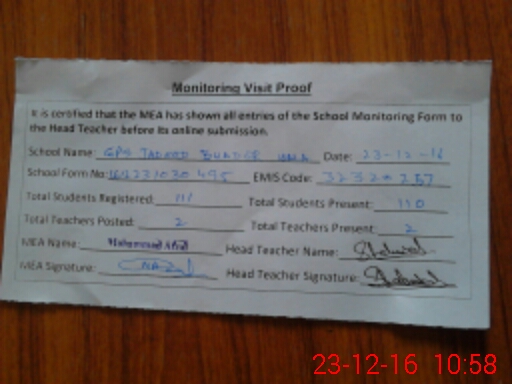 Monitoring Visit Proof
It is certified that the MEA has shown all entries of the School Monitoring Form to
the Head Teacher before its online submission.
School Name: GPS Date: 23-12-16
School Form No: EMIS Code:
Total Students Registered: 111 Total Students Present: 110
Total Teachers Posted: 2 Total Teachers Present: 2
MEA Name: Muhammad Head Teacher Name:
MEA Signature: Head Teacher Signature:
23-12-16 10:58